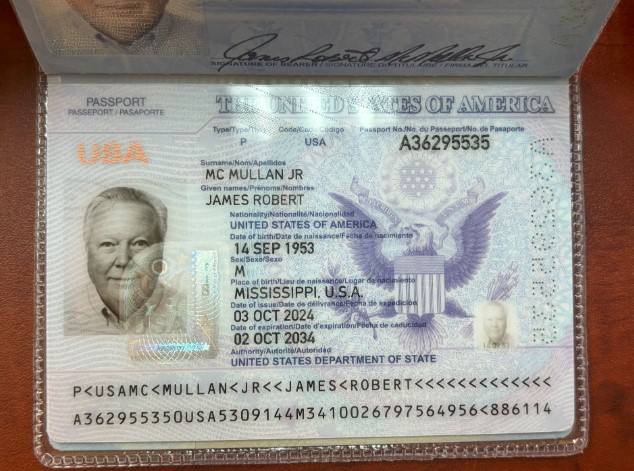 SIGNATURE OF BEARER / SIGNATURE DU TITULAIRE / FIRMA DEL TITULAR
PASSPORT
PASSEPORT / PASAPORTE
THE UNITED STATES OF AMERICA
USA
Type/Type/Tipo Code/Code/Código Passport No./No. du Passeport/No. de Pasaporte
P USA A36295535
Surname/Nom/Apellidos
MC MULLAN JR
Given names/Prénoms/Nombres
JAMES ROBERT
Nationality/Nationalité/Nacionalidad
UNITED STATES OF AMERICA
Date of birth/Date de naissance/Fecha de nacimiento
14 SEP 1953
Sex/Sexe/Sexo
M
Place of birth/Lieu de naissance/Lugar de nacimiento
MISSISSIPPI, U.S.A.
Date of issue/Date de délivrance/Fecha de expedición
03 OCT 2024
Date of expiration/Date d'expiration/Fecha de caducidad
02 OCT 2034
Authority/Autorité/Autoridad
UNITED STATES DEPARTMENT OF STATE
P<USAMC<MULLAN<JR<<JAMES<ROBERT<<<<<<<<<<<<<
A362955350USA5309144M3410026797564956<886114